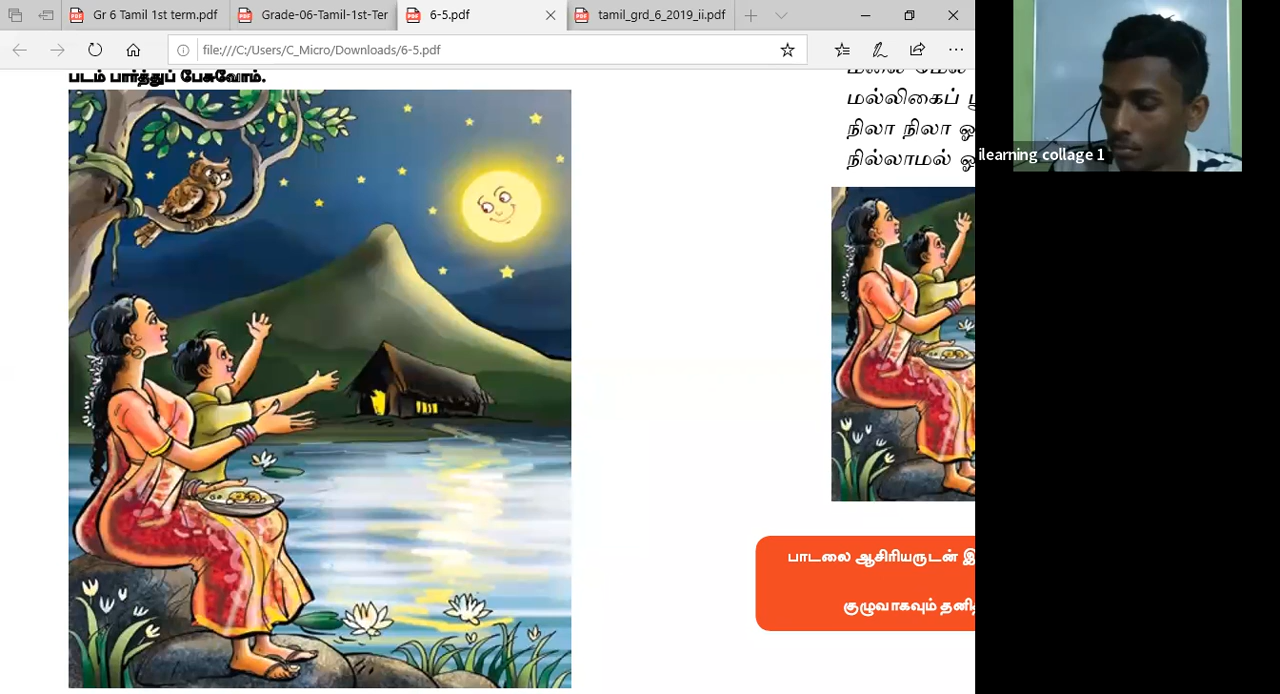 Gr 6 Tamil 1st term.pdf
Grade-06-Tamil-1st-Ter
6-5.pdf
tamil_grd_6_2019_ii.pdf
file:///C:/Users/C_Micro/Downloads/6-5.pdf
படம் பார்த்துப் பேசுவோம்.
மல்லிகைப்
நிலா நிலா ஓ
நில்லாமல் ஓ
ilearning collage 1
பாடலை ஆசிரியருடன் இ
குழுவாகவும் தனி